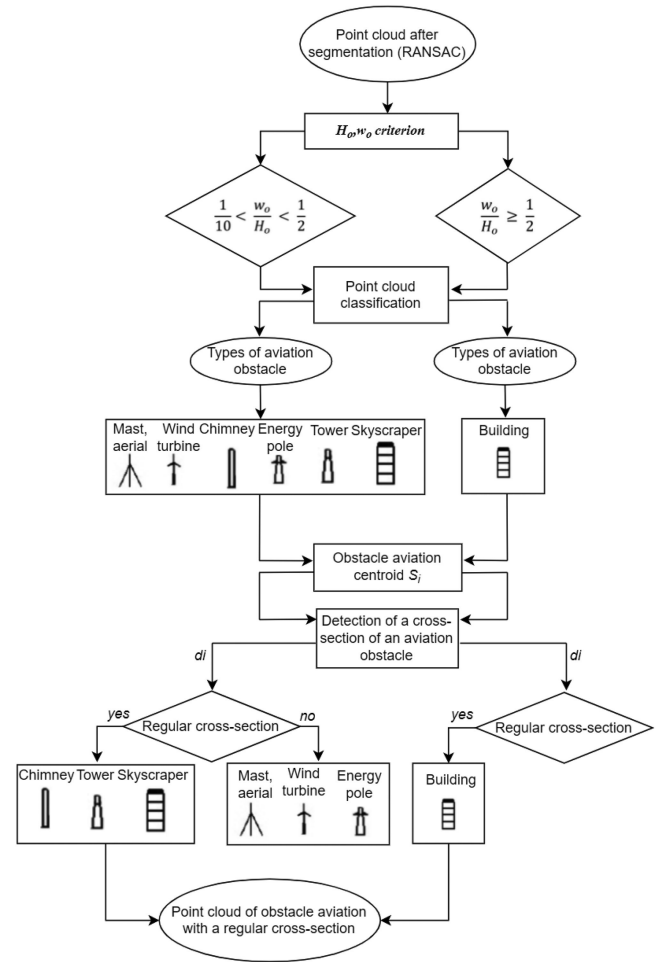 Point cloud after
segmentation (RANSAC)
Hₒ,wₒ criterion
1/10 < wₒ/Hₒ < 1/2
wₒ/Hₒ ≥ 1/2
Point cloud
classification
Types of aviation
obstacle
Types of aviation
obstacle
Mast,
aerial
Wind
turbine
Chimney
Energy
pole
Tower
Skyscraper
Building
Obstacle aviation
centroid Sᵢ
Detection of a cross-
section of an aviation
obstacle
di
di
yes
Regular cross-section
no
yes
Regular cross-section
Chimney
Tower
Skyscraper
Mast,
aerial
Wind
turbine
Energy
pole
Building
Point cloud of obstacle aviation
with a regular cross-section